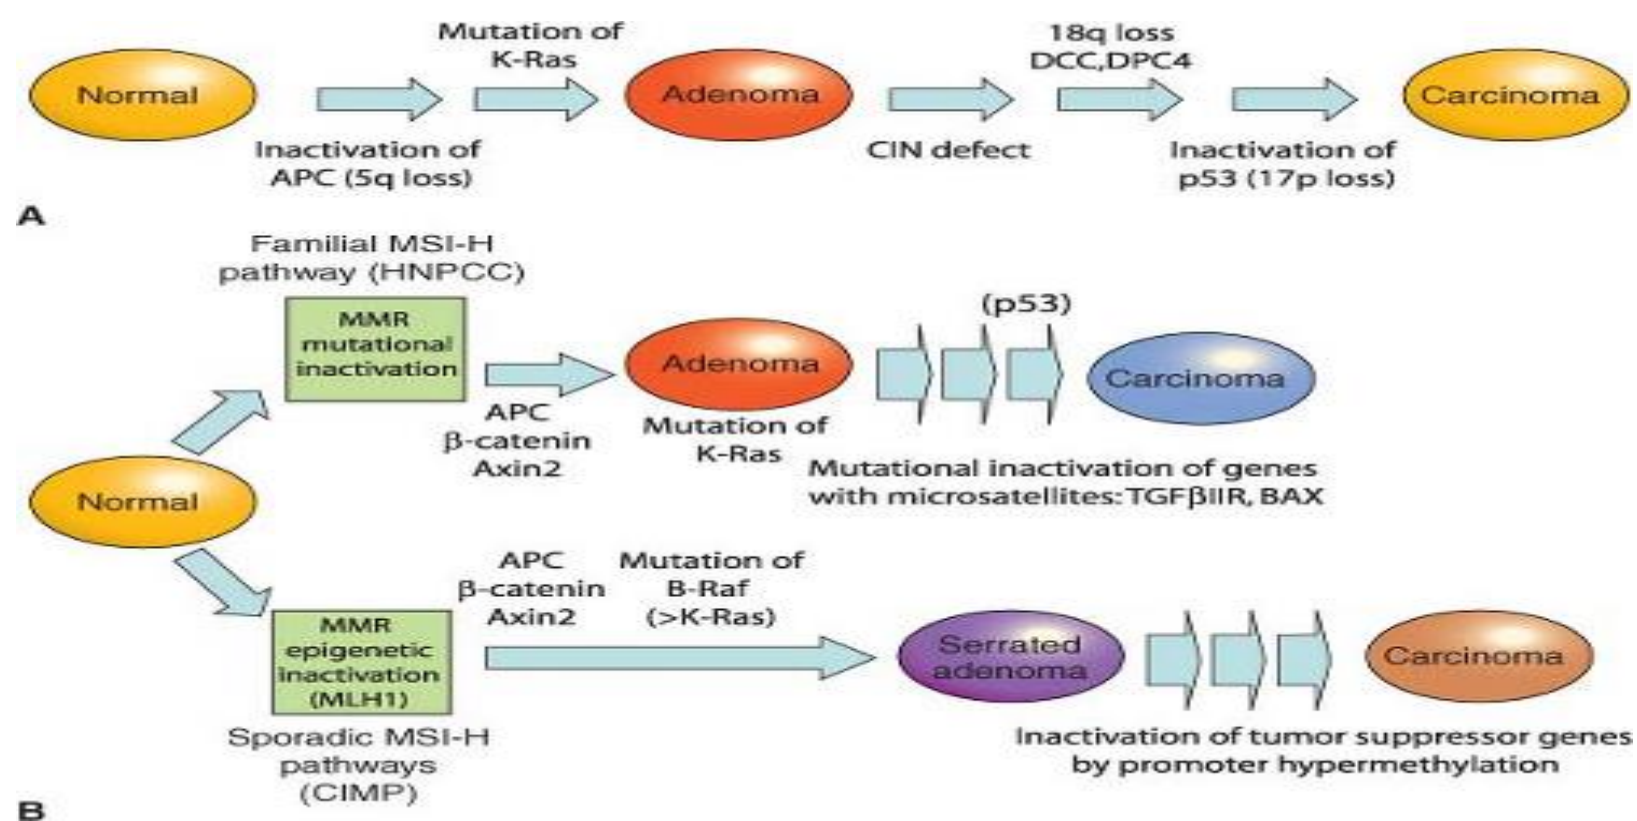 Normal
Inactivation of
APC (5q loss)
Mutation of
K-Ras
Adenoma
CIN defect
18q loss
DCC,DPC4
Inactivation of
p53 (17p loss)
Carcinoma
A
Familial MSI-H
pathway (HNPCC)
MMR
mutational
inactivation
APC
β-catenin
Axin2
Adenoma
Mutation of
K-Ras
(p53)
Mutational inactivation of genes
with microsatellites: TGFβIIR, BAX
Carcinoma
Normal
MMR
epigenetic
inactivation
(MLH1)
Sporadic MSI-H
pathways
(CIMP)
APC
β-catenin
Axin2
Mutation of
B-Raf
(>K-Ras)
Serrated
adenoma
Carcinoma
Inactivation of tumor suppressor genes
by promoter hypermethylation
B